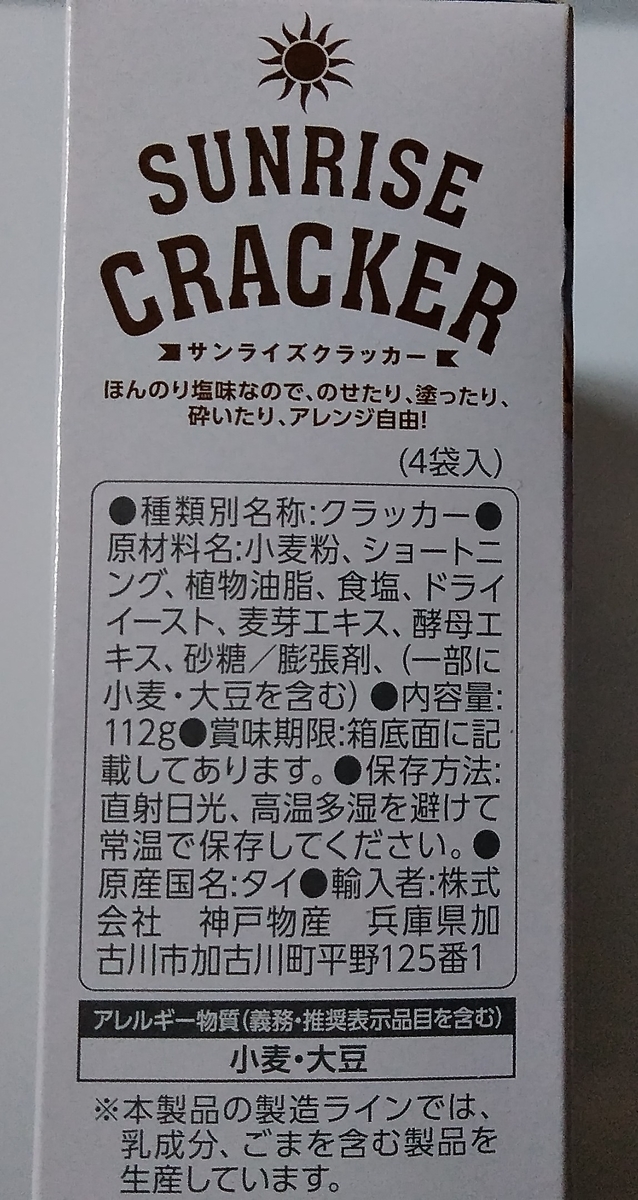 SUNRISE
CRACKER
サンライズクラッカー
ほんのり塩味なので、のせたり、塗ったり、
砕いたり、アレンジ自由!
(4袋入)
●種類別名称:クラッカー●
原材料名:小麦粉、ショートニ
ング、植物油脂、食塩、ドライ
イースト、麦芽エキス、酵母エ
キス、砂糖／膨張剤、(一部に
小麦・大豆を含む)●内容量:
112g●賞味期限:箱底面に記
載してあります。●保存方法:
直射日光、高温多湿を避けて
常温で保存してください。●
原産国名:タイ●輸入者:株式
会社　神戸物産　兵庫県加
古川市加古川町平野125番1
アレルギー物質(義務・推奨表示品目を含む)
小麦・大豆
※本製品の製造ラインでは、
乳成分、ごまを含む製品を
生産しています。